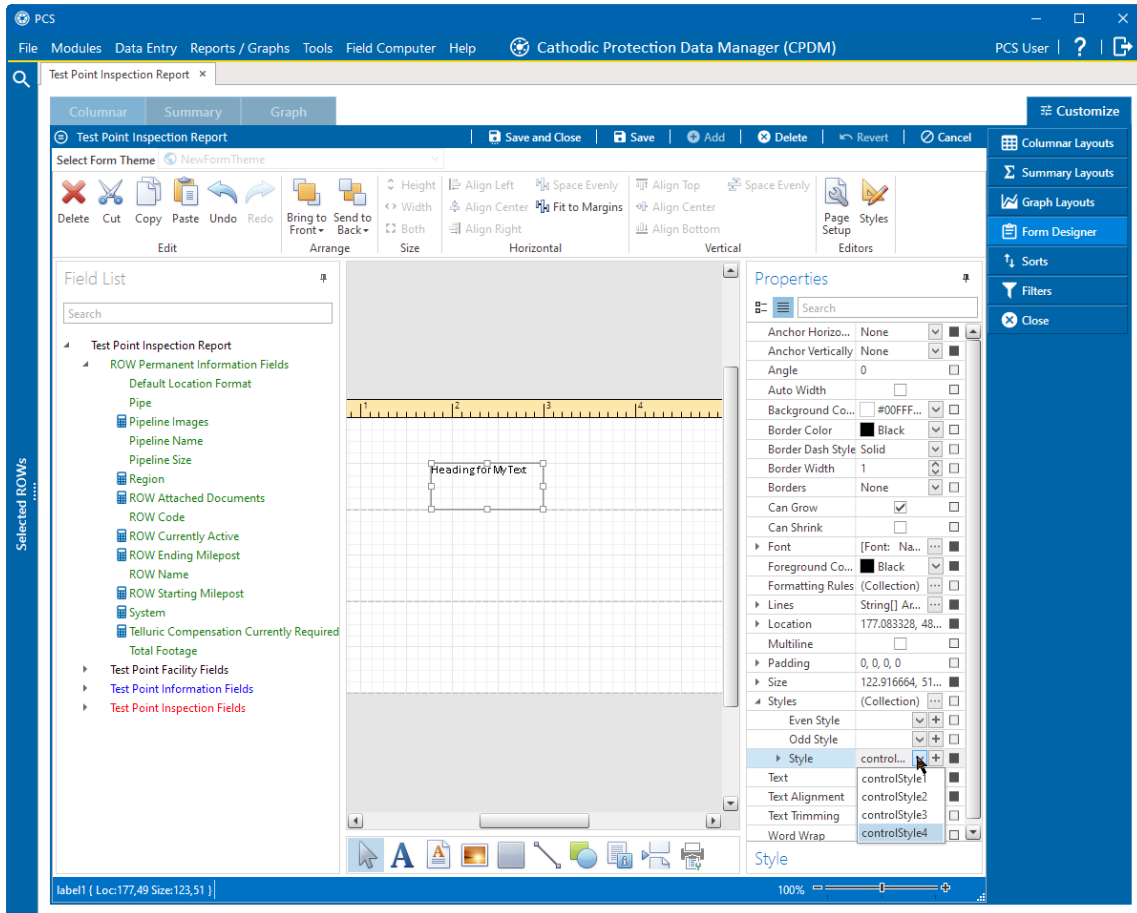 PCS
File Modules Data Entry Reports / Graphs Tools Field Computer Help Cathodic Protection Data Manager (CPDM) PCS User ?
Test Point Inspection Report ×
Columnar Summary Graph
Customize
Test Point Inspection Report Save and Close Save Add Delete Revert Cancel
Select Form Theme NewFormTheme
Delete Cut Copy Paste Undo Redo
Edit
Bring to Front Send to Back
Arrange
Height
Width
Both
Size
Align Left Space Evenly
Align Center Fit to Margins
Align Right
Horizontal
Align Top Space Evenly
Align Center
Align Bottom
Vertical
Page Setup Styles
Editors
Columnar Layouts
Summary Layouts
Graph Layouts
Form Designer
Sorts
Filters
Close
Selected ROWs
Field List
Search
Test Point Inspection Report
ROW Permanent Information Fields
Default Location Format
Pipe
Pipeline Images
Pipeline Name
Pipeline Size
Region
ROW Attached Documents
ROW Code
ROW Currently Active
ROW Ending Milepost
ROW Name
ROW Starting Milepost
System
Telluric Compensation Currently Required
Total Footage
Test Point Facility Fields
Test Point Information Fields
Test Point Inspection Fields
1 2 3 4
Heading for My Text
Properties
Search
Anchor Horizo... None
Anchor Vertically None
Angle 0
Auto Width
Background Co... #00FFF...
Border Color Black
Border Dash Style Solid
Border Width 1
Borders None
Can Grow
Can Shrink
Font [Font: Na... ...
Foreground Co... Black
Formatting Rules (Collection) ...
Lines String[] Ar... ...
Location 177.083328, 48...
Multiline
Padding 0, 0, 0, 0
Size 122.916664, 51...
Styles (Collection) ...
Even Style
Odd Style
Style control...
Text
Text Alignment
Text Trimming
Word Wrap
controlStyle1
controlStyle2
controlStyle3
controlStyle4
Style
label1 { Loc:177,49 Size:123,51 }
100%